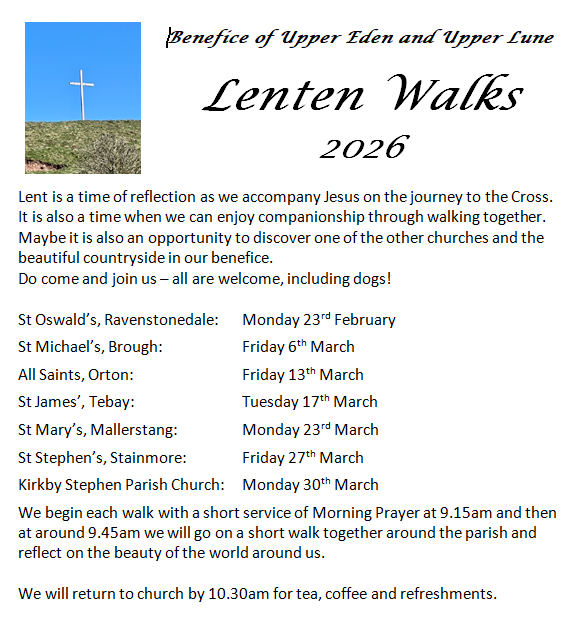 Benefice of Upper Eden and Upper Lune
Lenten Walks
2026
Lent is a time of reflection as we accompany Jesus on the journey to the Cross.
It is also a time when we can enjoy companionship through walking together.
Maybe it is also an opportunity to discover one of the other churches and the
beautiful countryside in our benefice.
Do come and join us – all are welcome, including dogs!
St Oswald’s, Ravenstonedale: Monday 23rd February
St Michael’s, Brough: Friday 6th March
All Saints, Orton: Friday 13th March
St James’, Tebay: Tuesday 17th March
St Mary’s, Mallerstang: Monday 23rd March
St Stephen’s, Stainmore: Friday 27th March
Kirkby Stephen Parish Church: Monday 30th March
We begin each walk with a short service of Morning Prayer at 9.15am and then
at around 9.45am we will go on a short walk together around the parish and
reflect on the beauty of the world around us.
We will return to church by 10.30am for tea, coffee and refreshments.